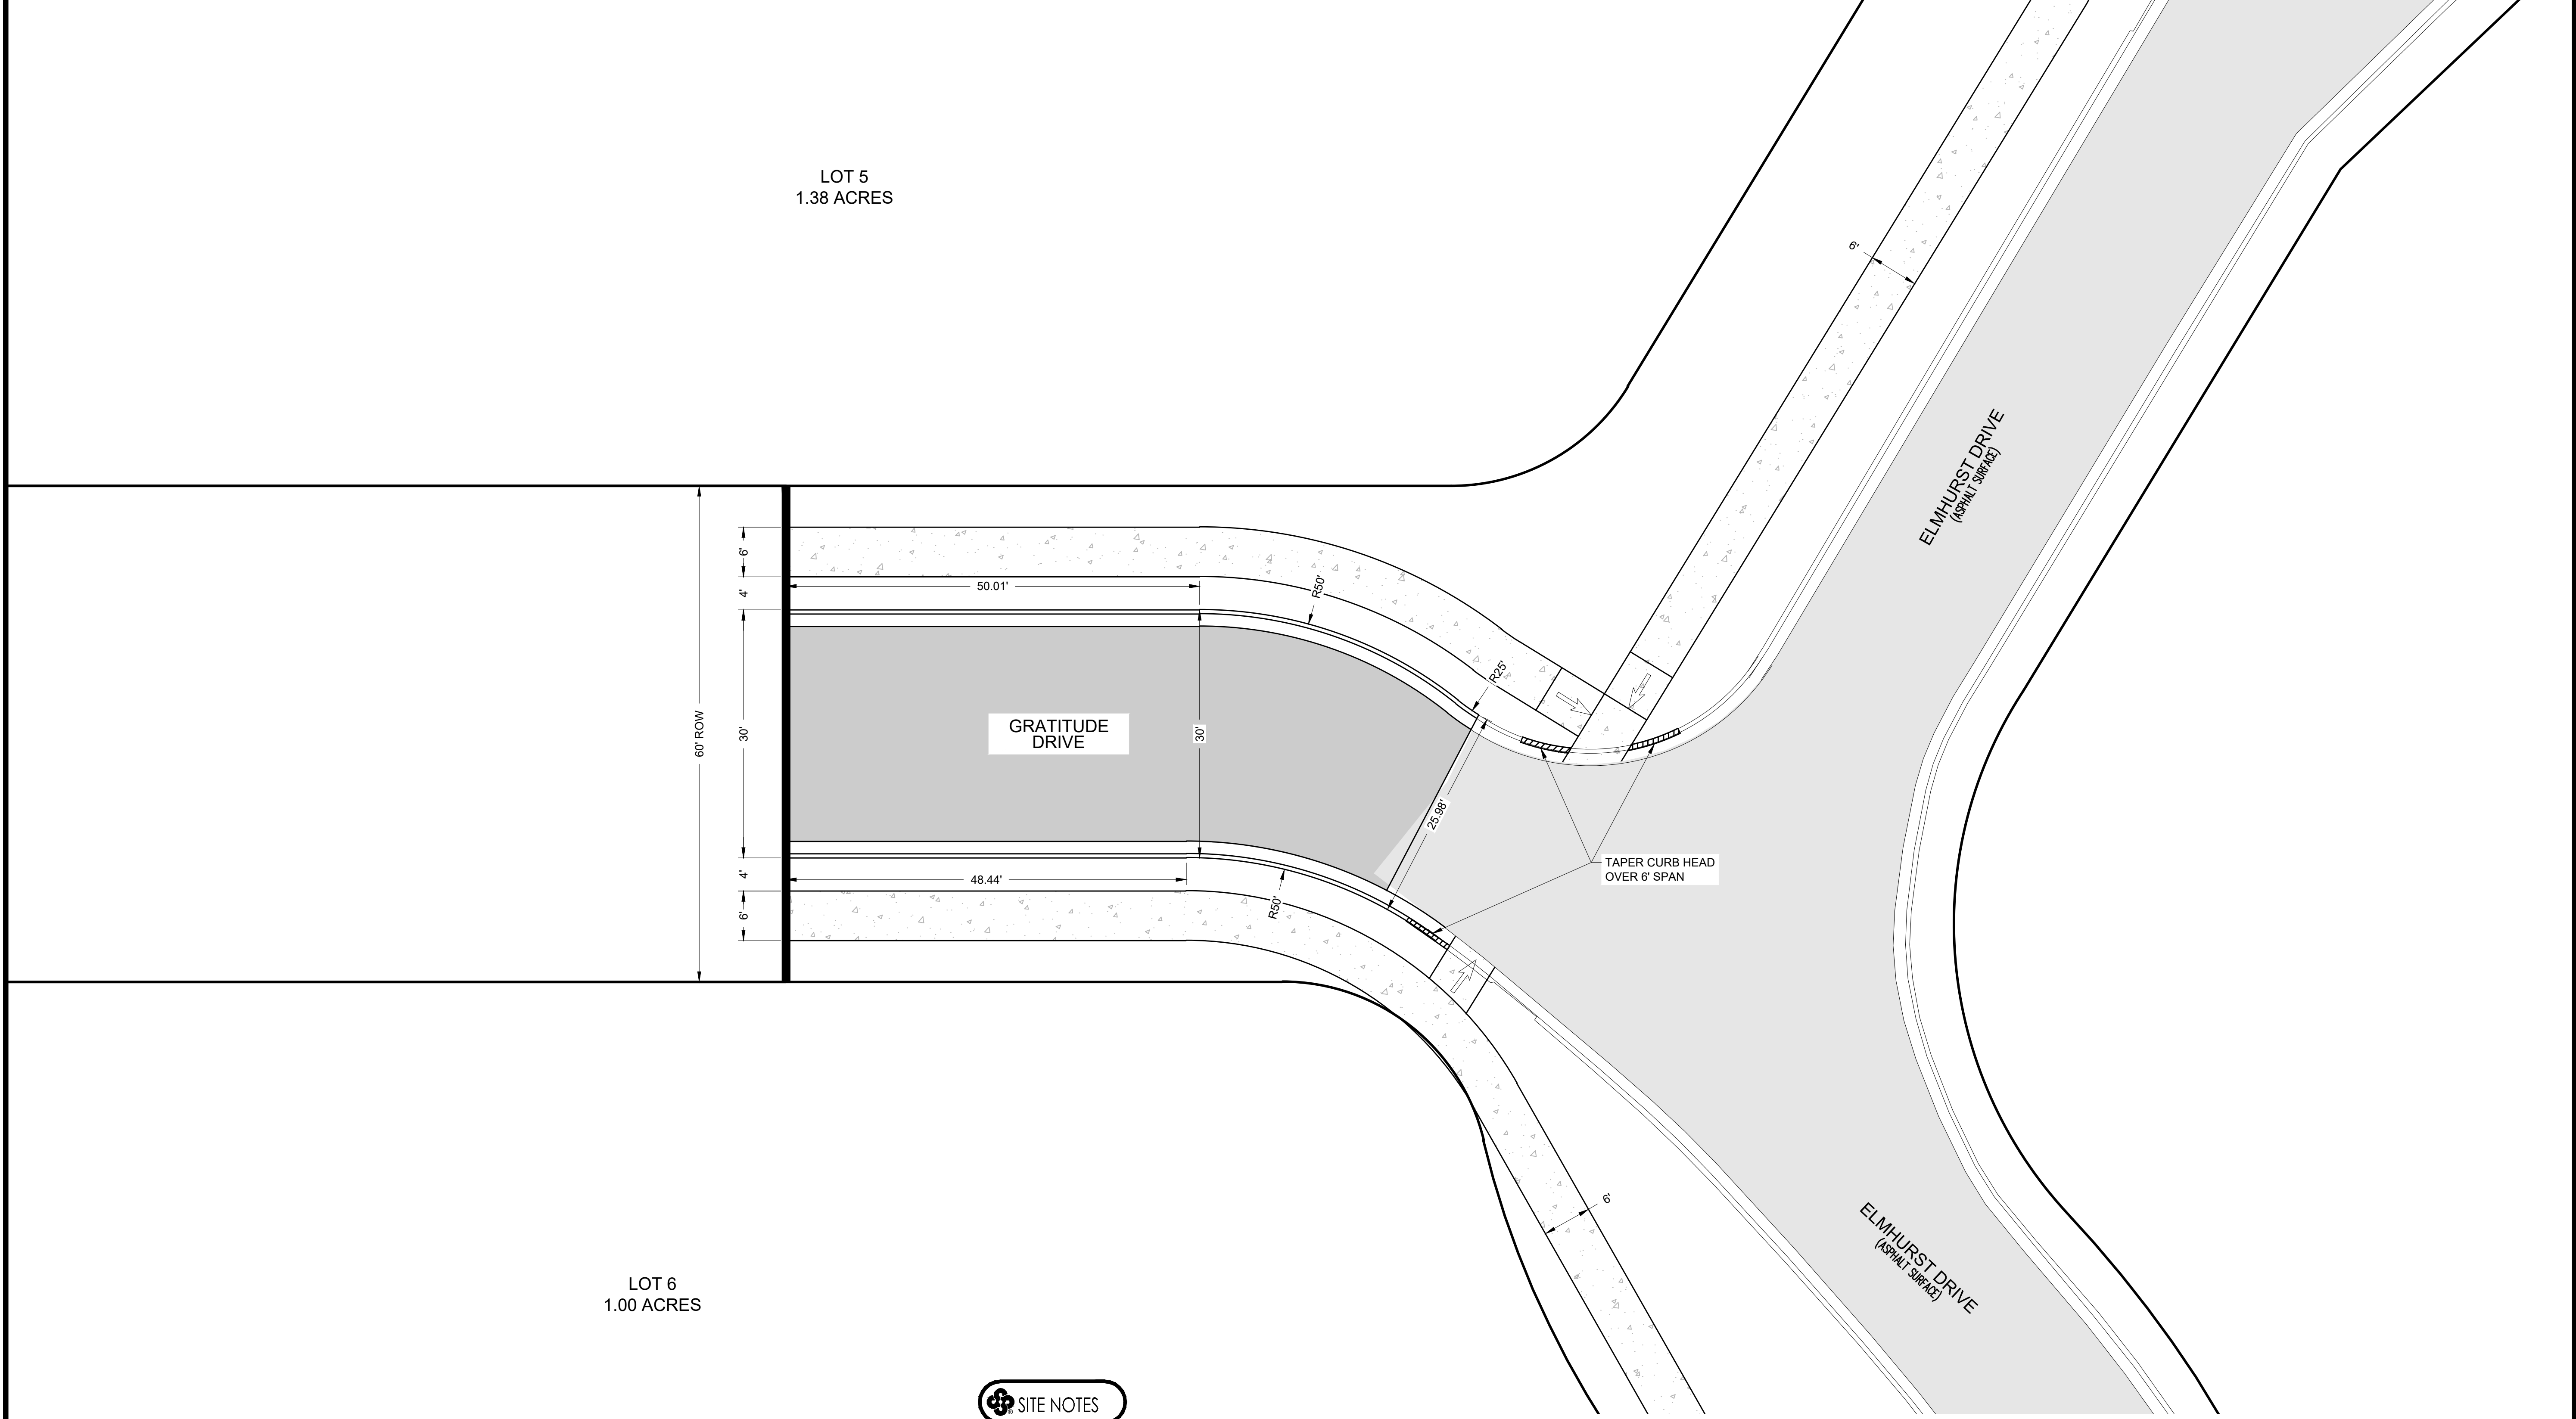 LOT 5
1.38 ACRES
6'
ELMHURST DRIVE
(ASPHALT SURFACE)
6'
4'
50.01'
R50'
R25'
60' ROW
30'
GRATITUDE
DRIVE
30'
25.98'
TAPER CURB HEAD
OVER 6' SPAN
4'
48.44'
R50'
6'
6'
ELMHURST DRIVE
(ASPHALT SURFACE)
LOT 6
1.00 ACRES
SITE NOTES